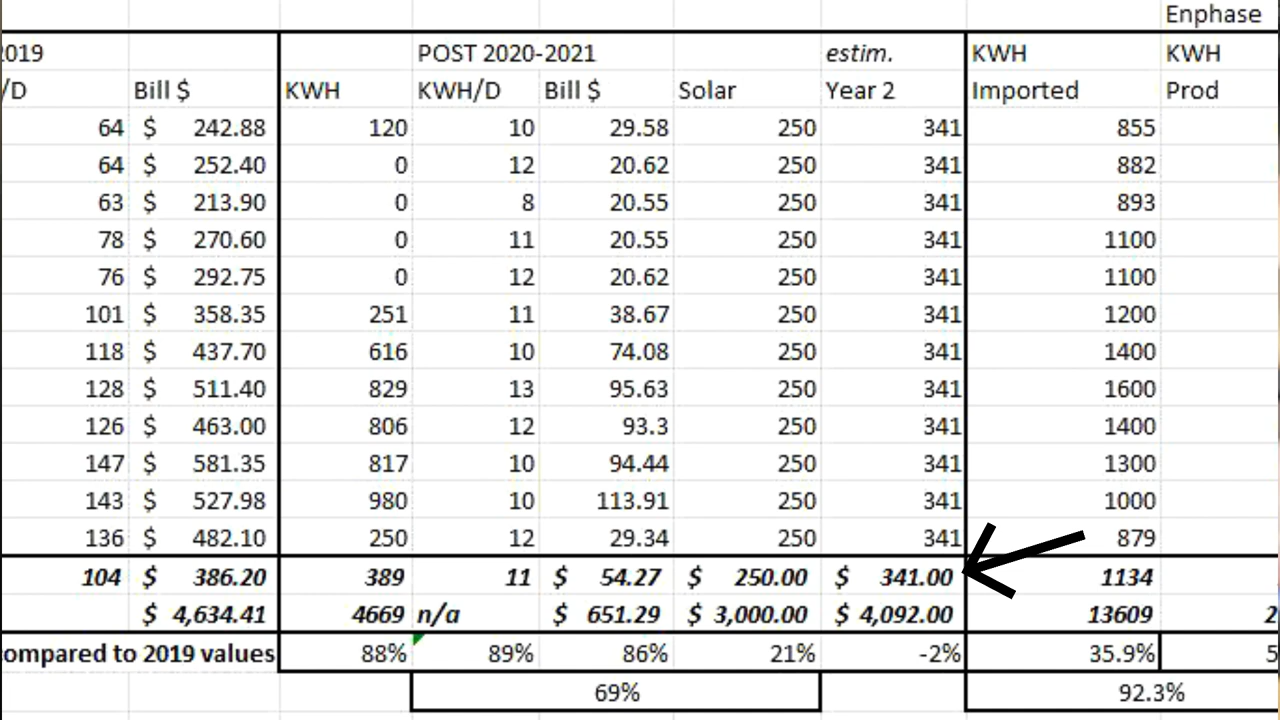 Enphase
2019 POST 2020-2021 estim. KWH KWH
/D Bill $ KWH KWH/D Bill $ Solar Year 2 Imported Prod
64 $ 242.88 120 10 29.58 250 341 855
64 $ 252.40 0 12 20.62 250 341 882
63 $ 213.90 0 8 20.55 250 341 893
78 $ 270.60 0 11 20.55 250 341 1100
76 $ 292.75 0 12 20.62 250 341 1100
101 $ 358.35 251 11 38.67 250 341 1200
118 $ 437.70 616 10 74.08 250 341 1400
128 $ 511.40 829 13 95.63 250 341 1600
126 $ 463.00 806 12 93.3 250 341 1400
147 $ 581.35 817 10 94.44 250 341 1300
143 $ 527.98 980 10 113.91 250 341 1000
136 $ 482.10 250 12 29.34 250 341 879
104 $ 386.20 389 11 $ 54.27 $ 250.00 $ 341.00 1134
$ 4,634.41 4669 n/a $ 651.29 $ 3,000.00 $ 4,092.00 13609 2
ompared to 2019 values 88% 89% 86% 21% -2% 35.9% 5
69% 92.3%